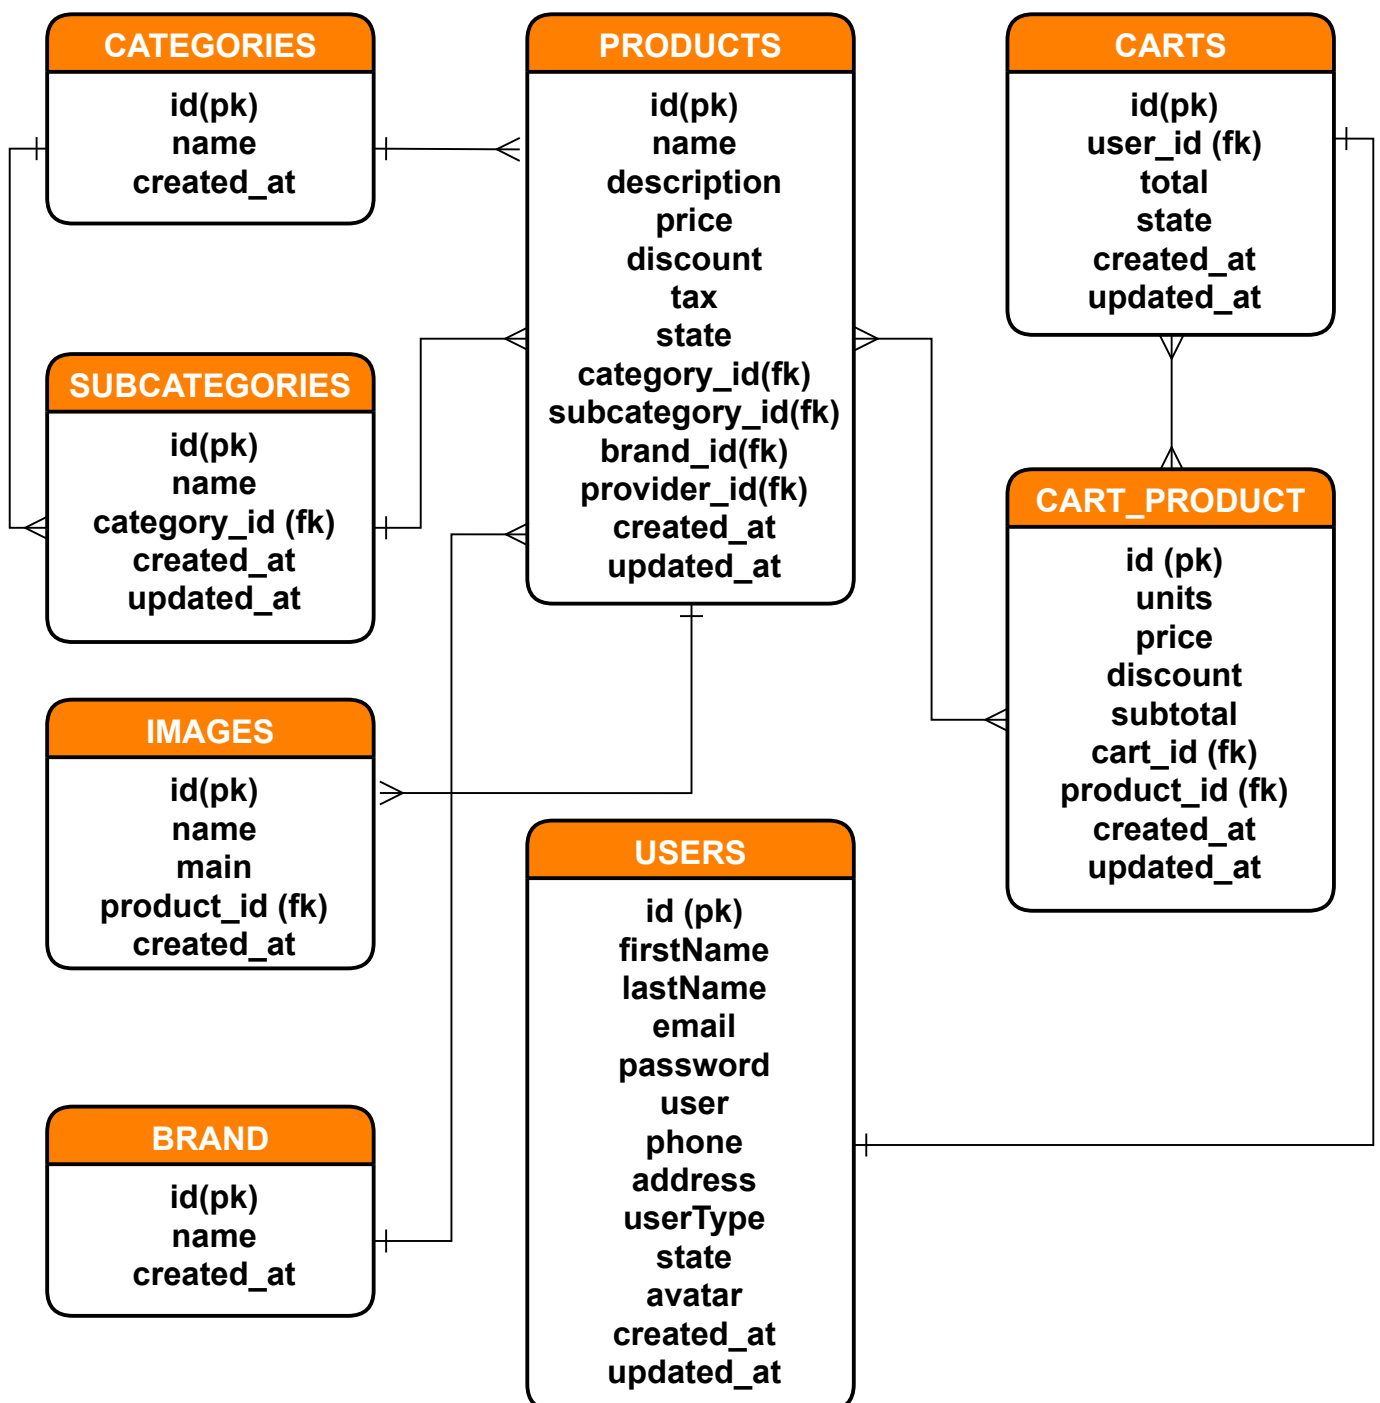 CATEGORIES
id(pk)
name
created_at
SUBCATEGORIES
id(pk)
name
category_id (fk)
created_at
updated_at
IMAGES
id(pk)
name
main
product_id (fk)
created_at
BRAND
id(pk)
name
created_at
PRODUCTS
id(pk)
name
description
price
discount
tax
state
category_id(fk)
subcategory_id(fk)
brand_id(fk)
provider_id(fk)
created_at
updated_at
USERS
id (pk)
firstName
lastName
email
password
user
phone
address
userType
state
avatar
created_at
updated_at
CARTS
id(pk)
user_id (fk)
total
state
created_at
updated_at
CART_PRODUCT
id (pk)
units
price
discount
subtotal
cart_id (fk)
product_id (fk)
created_at
updated_at